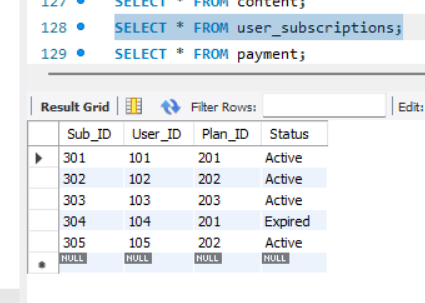 127 SELECT * FROM content;
128 SELECT * FROM user_subscriptions;
129 SELECT * FROM payment;
Result Grid Filter Rows: Edit:
Sub_ID User_ID Plan_ID Status
301 101 201 Active
302 102 202 Active
303 103 203 Active
304 104 201 Expired
305 105 202 Active
NULL NULL NULL NULL